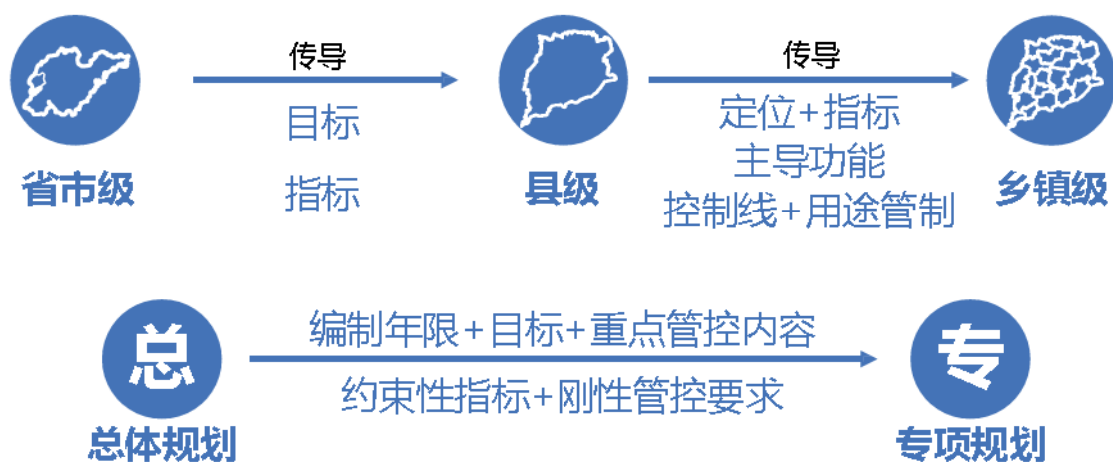 传导
目标
指标
传导
定位+指标
主导功能
控制线+用途管制
省市级
县级
乡镇级
总
编制年限+目标+重点管控内容
约束性指标+刚性管控要求
专
总体规划
专项规划